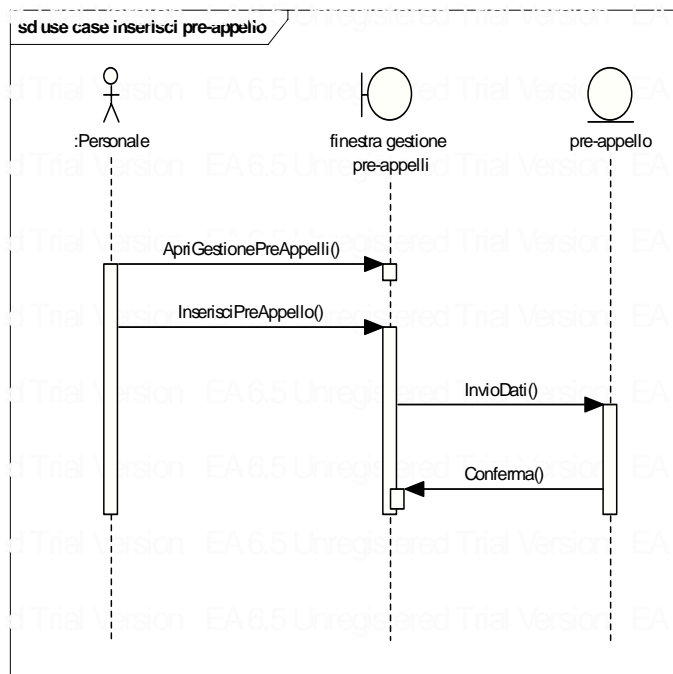 sd use case inserisci pre-appello
:Personale
finestra gestione
pre-appelli
pre-appello
ApriGestionePreAppelli()
InserisciPreAppello()
InvioDati()
Conferma()
EA 6.5 Unregistered Trial Version EA